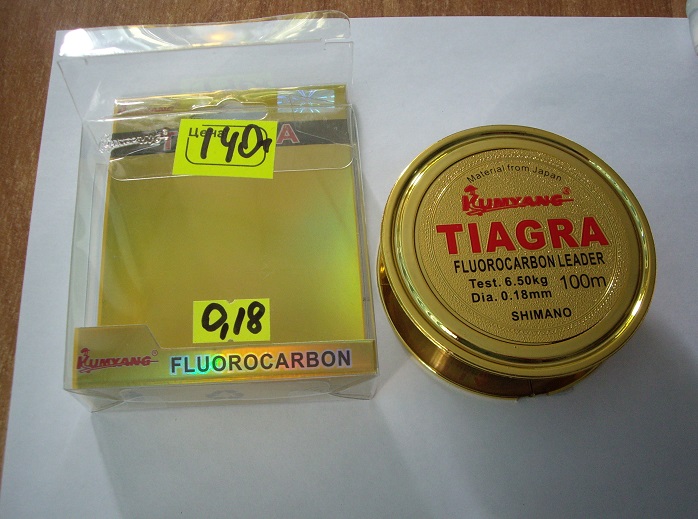 Цена
140
0,18
KUMYANG
FLUOROCARBON
Material from Japan
KUMYANG®
TIAGRA
FLUOROCARBON LEADER
Test. 6.50kg
Dia. 0.18mm
100m
SHIMANO